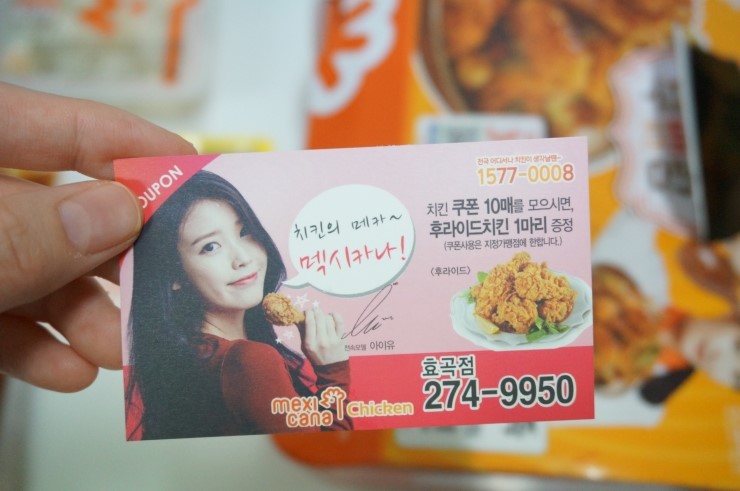 COUPON
전국 어디서나 치킨이 생각날땐~
1577-0008
치킨의 메카~
멕시카나!
치킨 쿠폰 10매를 모으시면,
후라이드치킨 1마리 증정
(쿠폰사용은 지정가맹점에 한합니다.)
<후라이드>
전속모델 아이유
mexi
cana Chicken
효곡점
274-9950